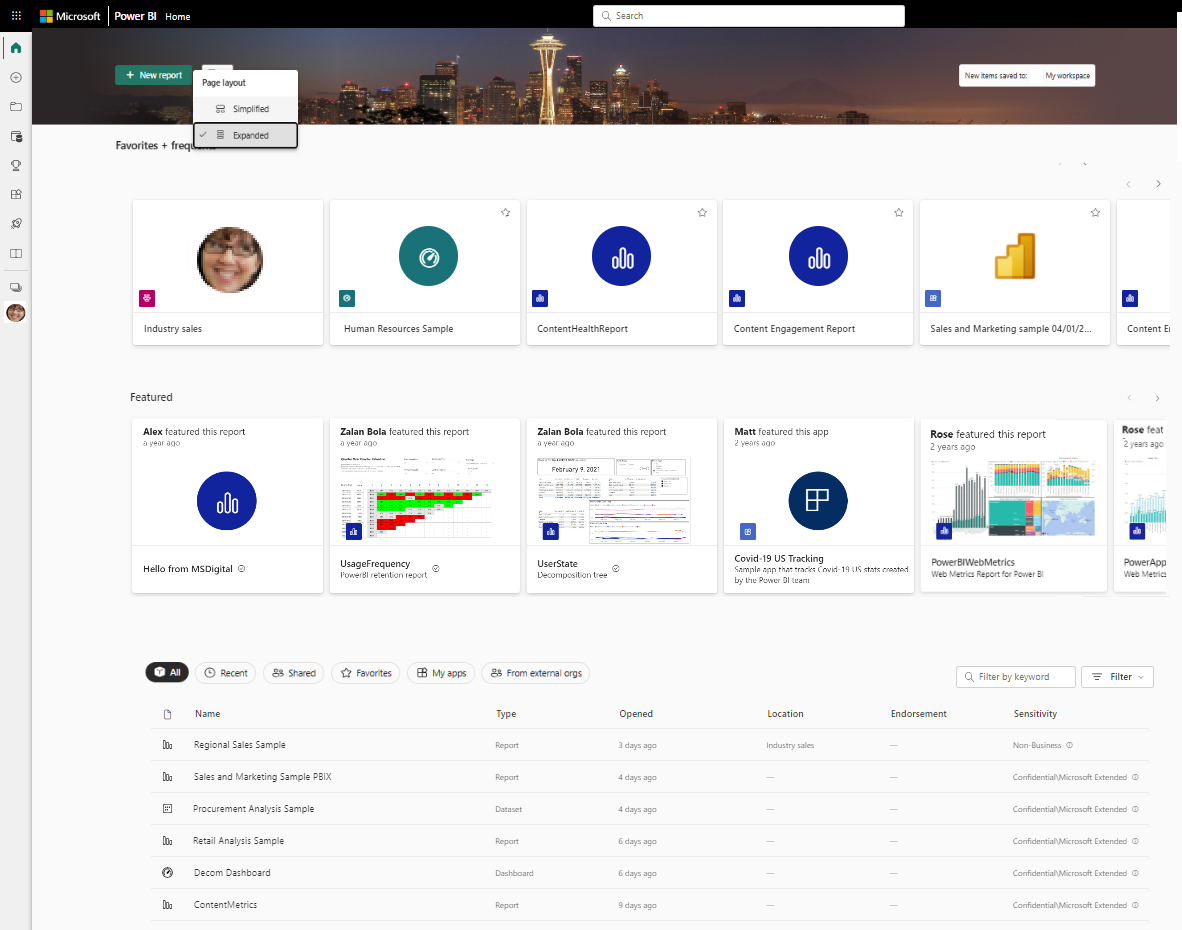 Microsoft Power BI Home
Search
New report
Page layout
Simplified
Expanded
New items saved to: My workspace
Favorites + frequents
Industry sales
Human Resources Sample
ContentHealthReport
Content Engagement Report
Sales and Marketing sample 04/01/2...
Featured
Alex featured this report
a year ago
Hello from MSDigital
Zalan Bola featured this report
a year ago
UsageFrequency
PowerBI retention report
Zalan Bola featured this report
a year ago
February 9, 2021
UserState
Decomposition tree
Matt featured this app
2 years ago
Covid-19 US Tracking
Sample app that tracks Covid-19 US stats created
by the Power BI team
Rose featured this report
2 years ago
PowerBIWebMetrics
Web Metrics Report for Power BI
Rose feat
2 years ago
PowerApp
Web Metrics
All Recent Shared Favorites My apps From external orgs
Filter by keyword Filter
Name Type Opened Location Endorsement Sensitivity
Regional Sales Sample Report 3 days ago Industry sales — Non-Business
Sales and Marketing Sample PBIX Report 4 days ago — — Confidential\Microsoft Extended
Procurement Analysis Sample Dataset 4 days ago — — Confidential\Microsoft Extended
Retail Analysis Sample Report 6 days ago — — Confidential\Microsoft Extended
Decom Dashboard Dashboard 6 days ago — — Confidential\Microsoft Extended
ContentMetrics Report 9 days ago — — Confidential\Microsoft Extended